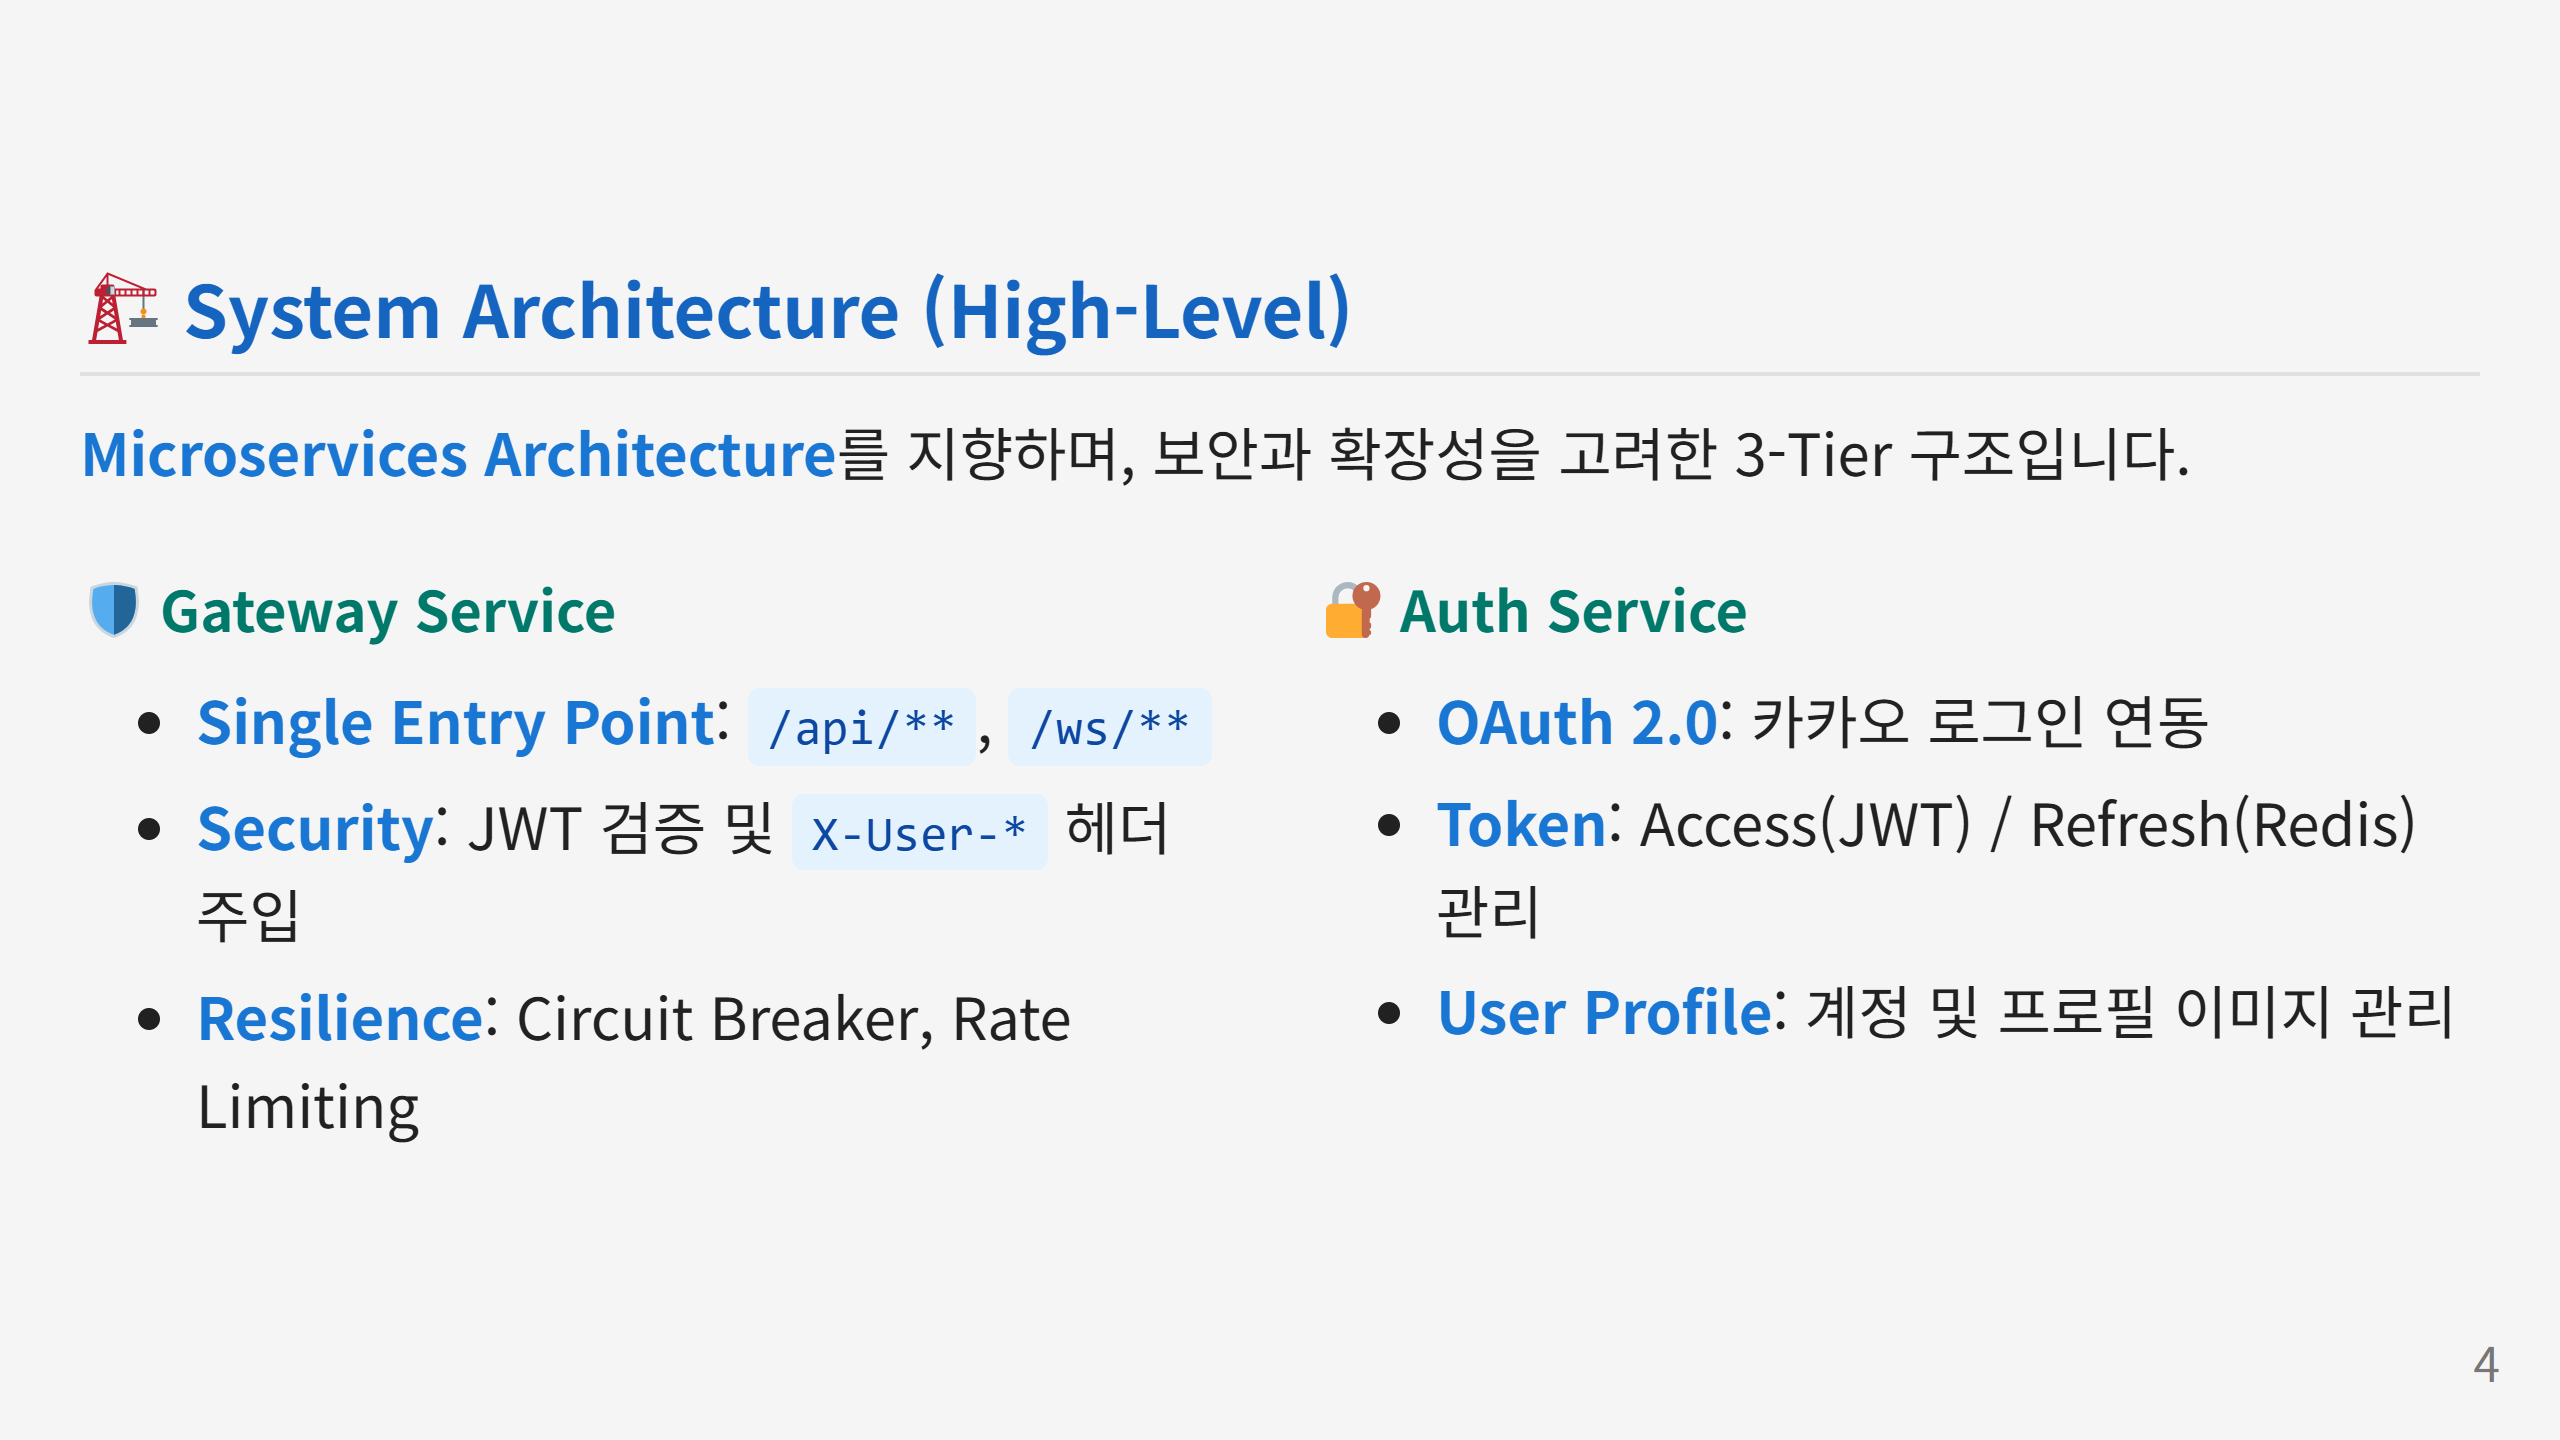 System Architecture (High-Level)
Microservices Architecture를 지향하며, 보안과 확장성을 고려한 3-Tier 구조입니다.
Gateway Service
Single Entry Point: /api/**, /ws/**
Security: JWT 검증 및 X-User-* 헤더
주입
Resilience: Circuit Breaker, Rate
Limiting
Auth Service
OAuth 2.0: 카카오 로그인 연동
Token: Access(JWT) / Refresh(Redis)
관리
User Profile: 계정 및 프로필 이미지 관리
4